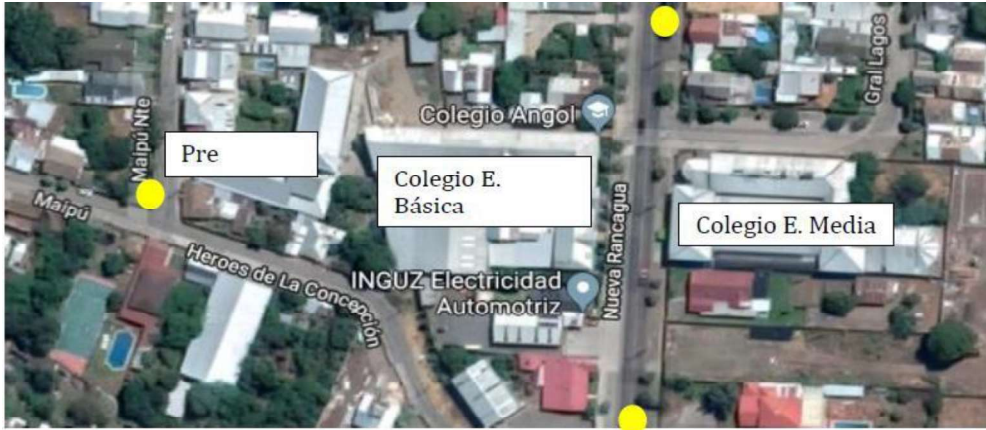 Gral Lagos
Colegio Angol
Maipú Nte
Pre
Colegio E.
Básica
Maipú
Nueva Rancagua
Colegio E. Media
Heroes de La Concepción
INGUZ Electricidad
Automotriz